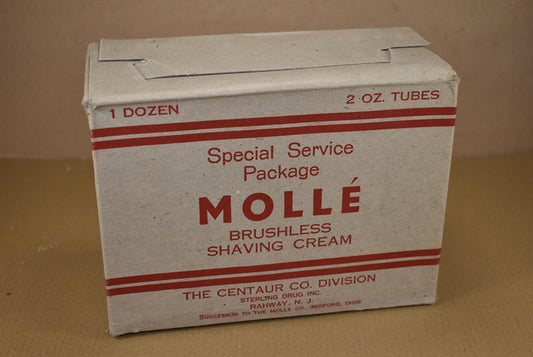 1 DOZEN 2 OZ. TUBES
Special Service
Package
MOLLÉ
BRUSHLESS
SHAVING CREAM
THE CENTAUR CO. DIVISION
STERLING DRUG INC.
RAHWAY, N. J.
SUCCESSOR TO THE MOLLE CO., BEDFORD, OHIO